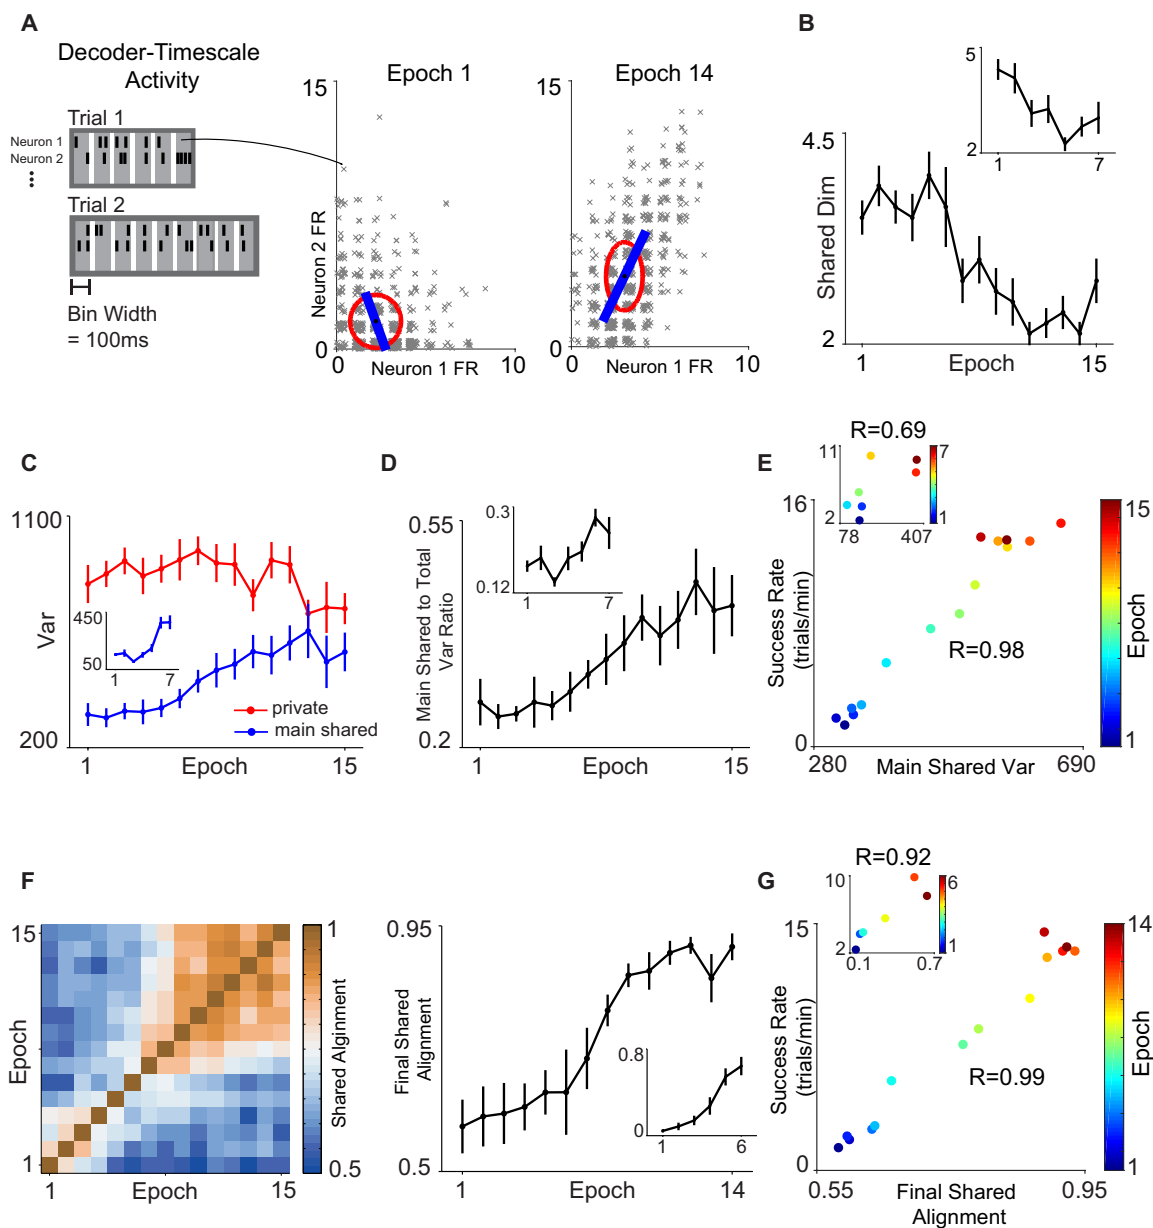 A
Decoder-Timescale
Activity
Trial 1
Neuron 1
Neuron 2
Trial 2
Bin Width
= 100ms
Epoch 1
15
Neuron 2 FR
0
0
Neuron 1 FR
10
Epoch 14
15
0
0
Neuron 1 FR
10
B
5
2
1
7
4.5
Shared Dim
2
1
Epoch
15
C
1100
Var
200
450
50
1
7
private
main shared
1
Epoch
15
D
0.55
Main Shared to Total
Var Ratio
0.2
0.3
0.12
1
7
1
Epoch
15
E
R=0.69
11
2
78
407
7
1
16
Success Rate
(trials/min)
0
R=0.98
280
Main Shared Var
690
15
Epoch
1
F
15
Epoch
1
1
Epoch
15
1
Shared Alginment
0.5
0.95
Final Shared
Alignment
0.5
0.8
0
1
6
1
Epoch
14
G
R=0.92
10
2
0.1
0.7
6
1
15
Success Rate
(trials/min)
0
R=0.99
0.55
Final Shared
Alignment
0.95
14
Epoch
1